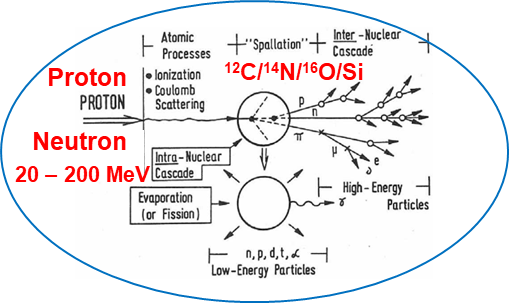 Atomic Processes
"Spallation"
Inter-Nuclear Cascade
Proton
PROTON
Neutron
20 – 200 MeV
• Ionization
• Coulomb Scattering
¹²C/¹⁴N/¹⁶O/Si
p
n
π
μ
e
ν
Intra-Nuclear Cascade
Evaporation (or Fission)
γ
High-Energy Particles
n, p, d, t, α
Low-Energy Particles